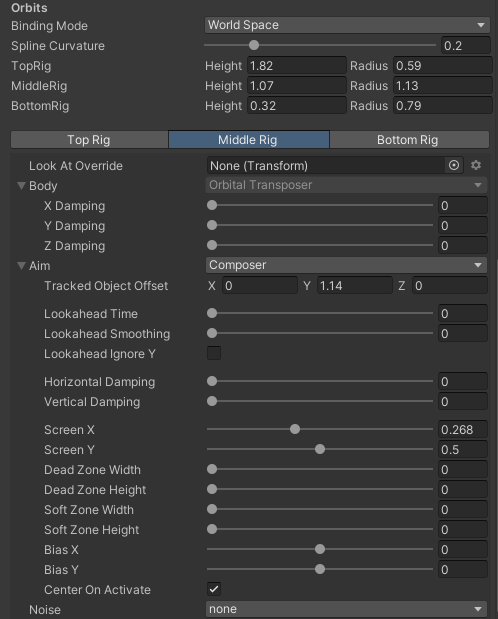 Orbits
Binding Mode World Space
Spline Curvature 0.2
TopRig Height 1.82 Radius 0.59
MiddleRig Height 1.07 Radius 1.13
BottomRig Height 0.32 Radius 0.79
Top Rig Middle Rig Bottom Rig
Look At Override None (Transform)
Body Orbital Transposer
X Damping 0
Y Damping 0
Z Damping 0
Aim Composer
Tracked Object Offset X 0 Y 1.14 Z 0
Lookahead Time 0
Lookahead Smoothing 0
Lookahead Ignore Y
Horizontal Damping 0
Vertical Damping 0
Screen X 0.268
Screen Y 0.5
Dead Zone Width 0
Dead Zone Height 0
Soft Zone Width 0
Soft Zone Height 0
Bias X 0
Bias Y 0
Center On Activate
Noise none